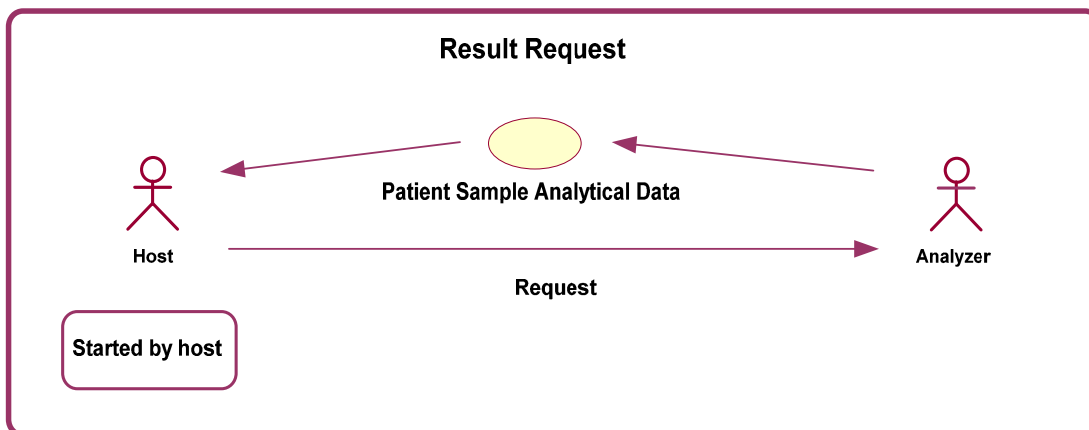 Result Request
Patient Sample Analytical Data
Host
Analyzer
Request
Started by host